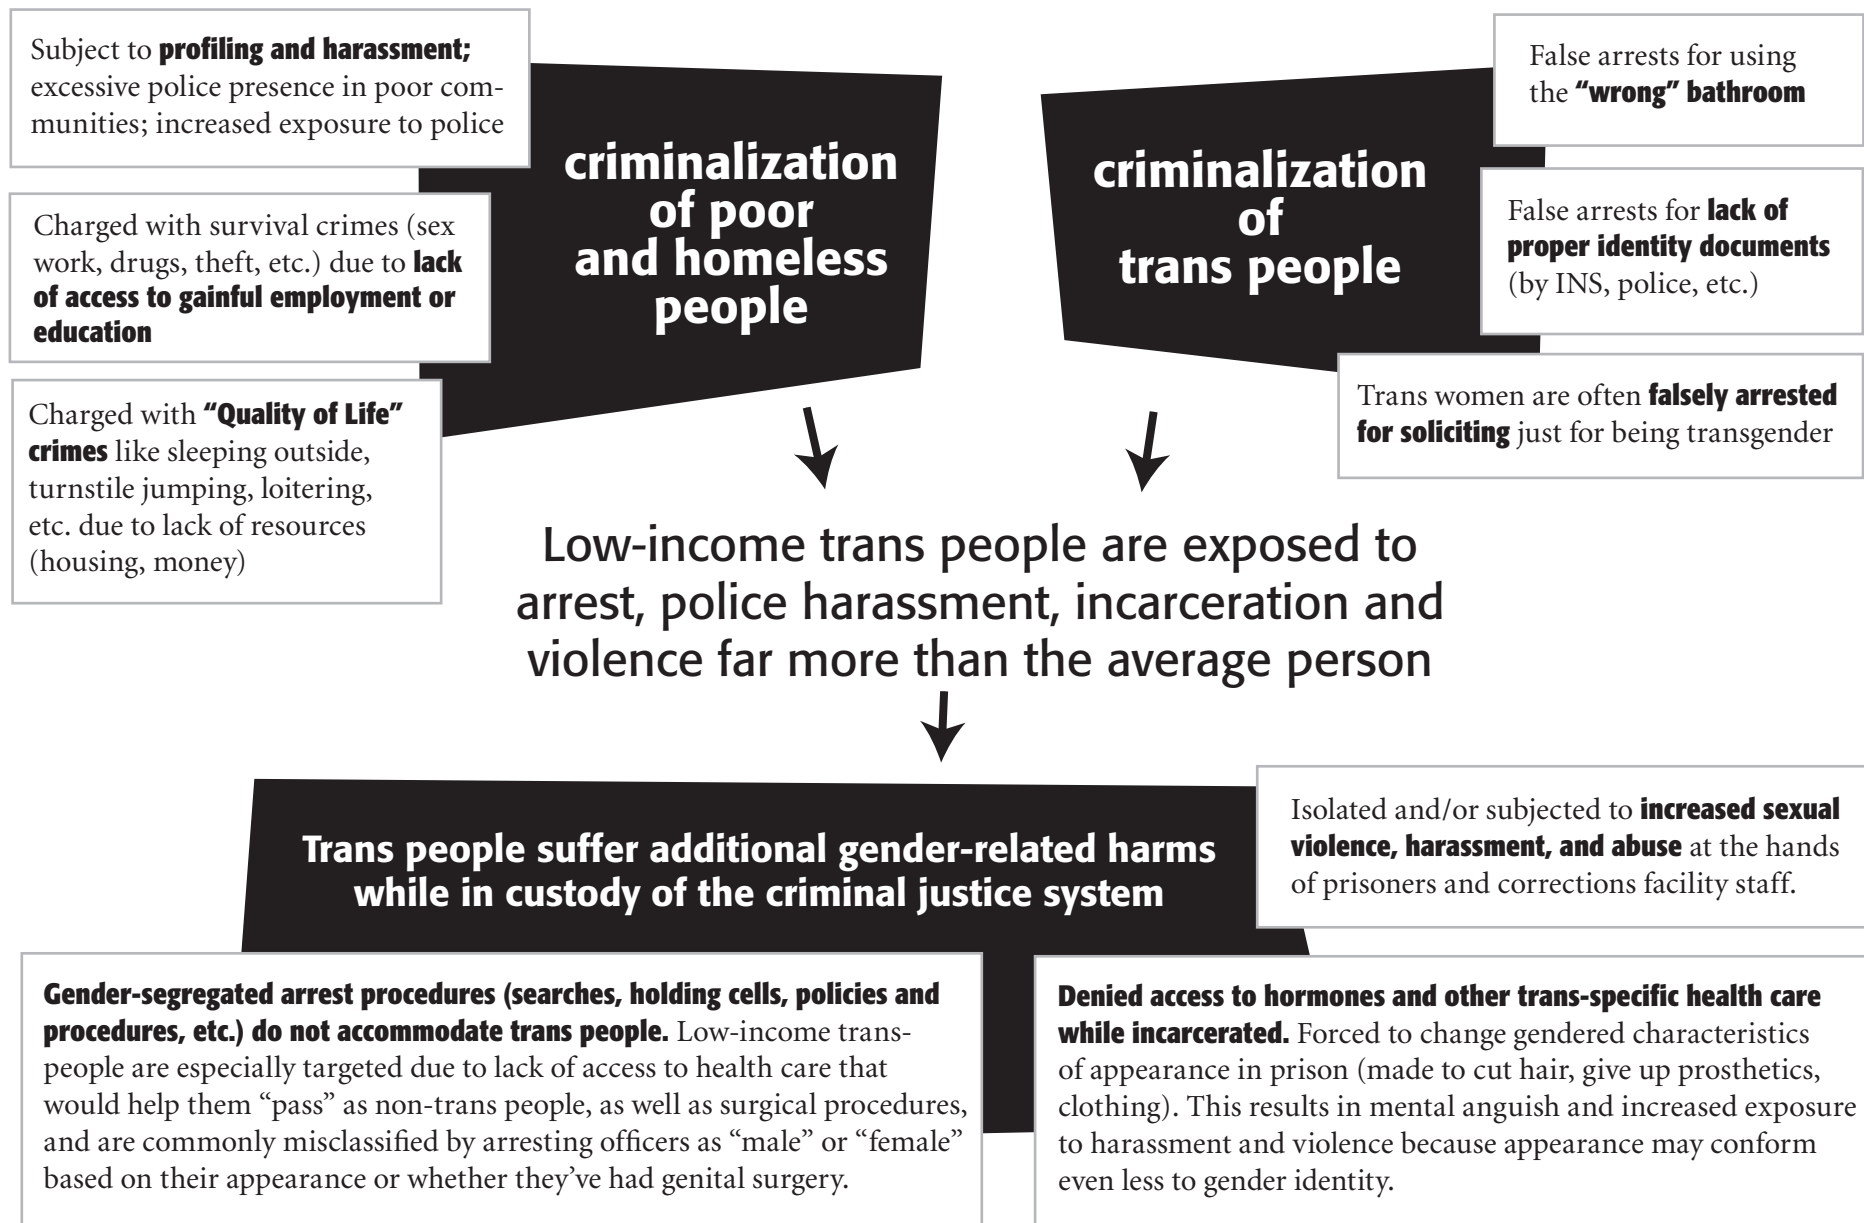 Subject to profiling and harassment;
excessive police presence in poor com-
munities; increased exposure to police
Charged with survival crimes (sex
work, drugs, theft, etc.) due to lack
of access to gainful employment or
education
Charged with “Quality of Life”
crimes like sleeping outside,
turnstile jumping, loitering,
etc. due to lack of resources
(housing, money)
criminalization
of poor
and homeless
people
criminalization
of
trans people
False arrests for using
the “wrong” bathroom
False arrests for lack of
proper identity documents
(by INS, police, etc.)
Trans women are often falsely arrested
for soliciting just for being transgender
Low-income trans people are exposed to
arrest, police harassment, incarceration and
violence far more than the average person
Trans people suffer additional gender-related harms
while in custody of the criminal justice system
Isolated and/or subjected to increased sexual
violence, harassment, and abuse at the hands
of prisoners and corrections facility staff.
Gender-segregated arrest procedures (searches, holding cells, policies and
procedures, etc.) do not accommodate trans people. Low-income trans-
people are especially targeted due to lack of access to health care that
would help them “pass” as non-trans people, as well as surgical procedures,
and are commonly misclassified by arresting officers as “male” or “female”
based on their appearance or whether they’ve had genital surgery.
Denied access to hormones and other trans-specific health care
while incarcerated. Forced to change gendered characteristics
of appearance in prison (made to cut hair, give up prosthetics,
clothing). This results in mental anguish and increased exposure
to harassment and violence because appearance may conform
even less to gender identity.